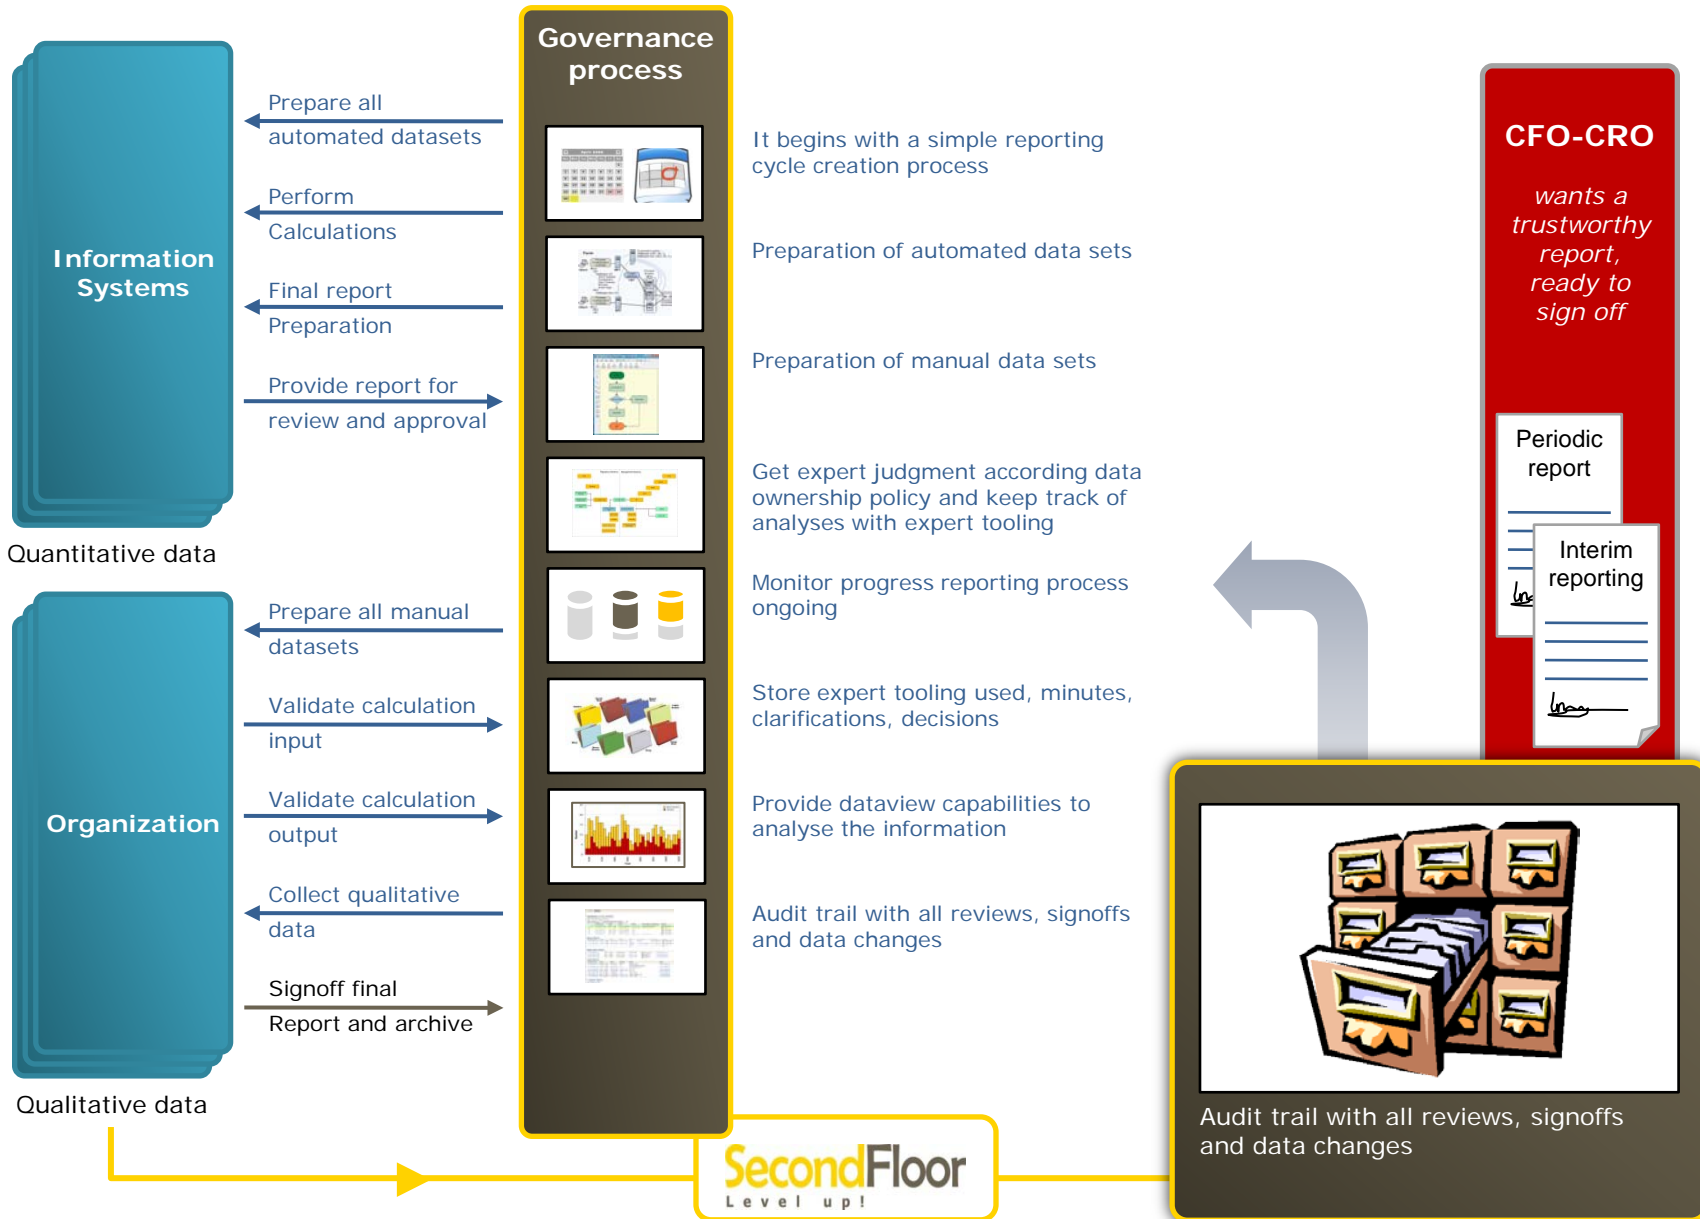 Governance
process
Information
Systems
Quantitative data
Prepare all
automated datasets
Perform
Calculations
Final report
Preparation
Provide report for
review and approval
Organization
Qualitative data
Prepare all manual
datasets
Validate calculation
input
Validate calculation
output
Collect qualitative
data
Signoff final
Report and archive
It begins with a simple reporting
cycle creation process
Preparation of automated data sets
Preparation of manual data sets
Get expert judgment according data
ownership policy and keep track of
analyses with expert tooling
Monitor progress reporting process
ongoing
Store expert tooling used, minutes,
clarifications, decisions
Provide dataview capabilities to
analyse the information
Audit trail with all reviews, signoffs
and data changes
CFO-CRO
wants a
trustworthy
report,
ready to
sign off
Periodic
report
Interim
reporting
Audit trail with all reviews, signoffs
and data changes
SecondFloor
Level up!